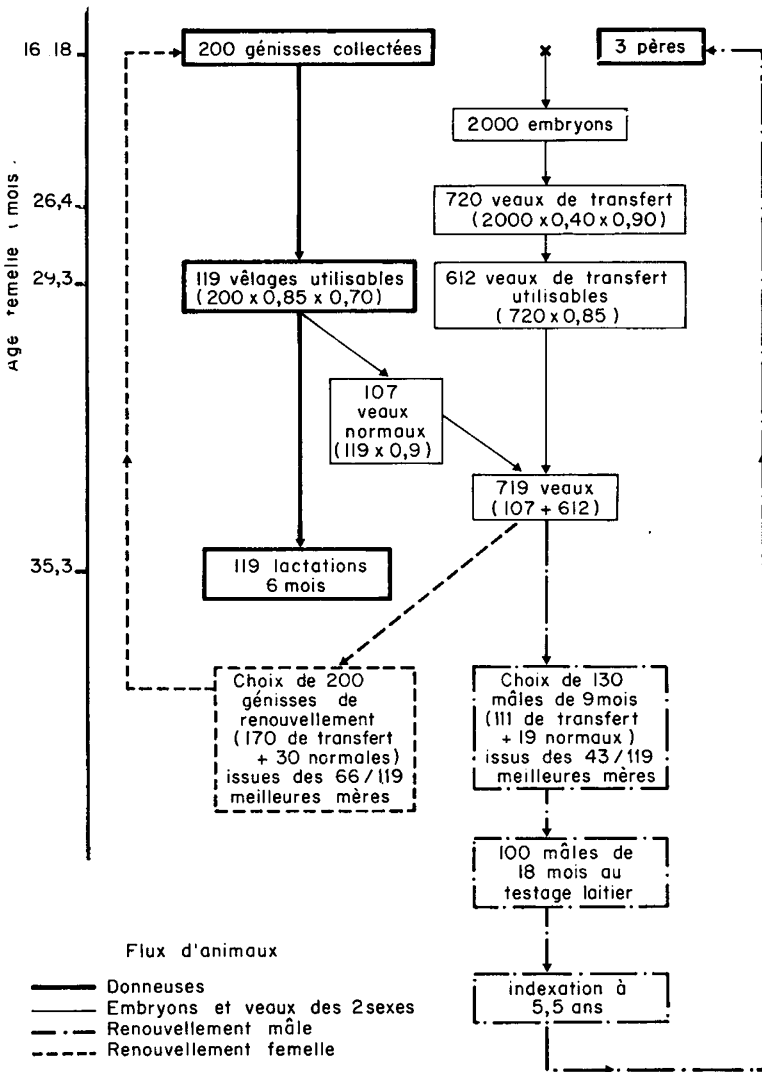 16 18
200 génisses collectées
3 pères
2000 embryons
26,4
720 veaux de transfert
(2000 x 0,40 x 0,90)
29,3
119 vêlages utilisables
(200 x 0,85 x 0,70)
612 veaux de transfert
utilisables
(720 x 0,85)
107
veaux
normaux
(119 x 0,9)
719 veaux
(107 + 612)
35,3
119 lactations
6 mois
Age femelle mois
Choix de 200
génisses de
renouvellement
(170 de transfert
+ 30 normales)
issues des 66/119
meilleures mères
Choix de 130
mâles de 9 mois
(111 de transfert
+ 19 normaux)
issus des 43/119
meilleures mères
100 mâles de
18 mois au
testage laitier
indexation à
5,5 ans
Flux d'animaux
Donneuses
Embryons et veaux des 2 sexes
Renouvellement mâle
Renouvellement femelle